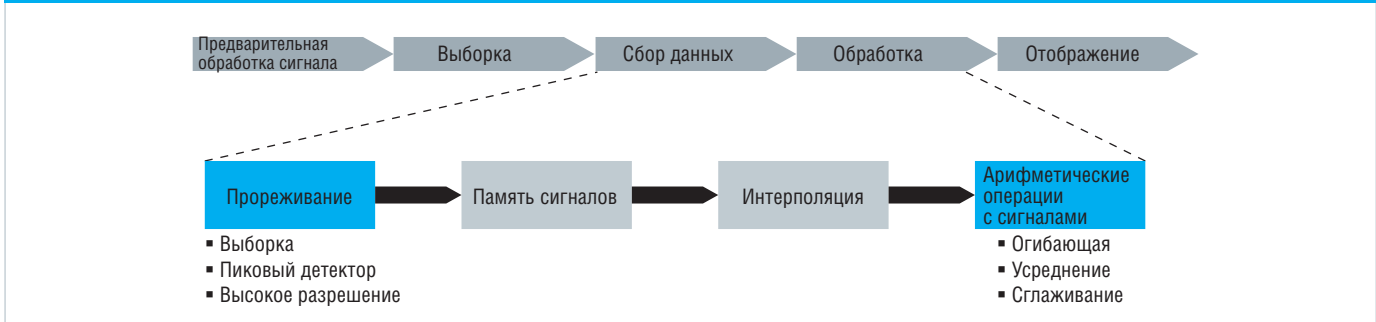 Предварительная
обработка сигнала
Выборка
Сбор данных
Обработка
Отображение
Прореживание
Память сигналов
Интерполяция
Арифметические
операции
с сигналами
▪ Выборка
▪ Пиковый детектор
▪ Высокое разрешение
▪ Огибающая
▪ Усреднение
▪ Сглаживание